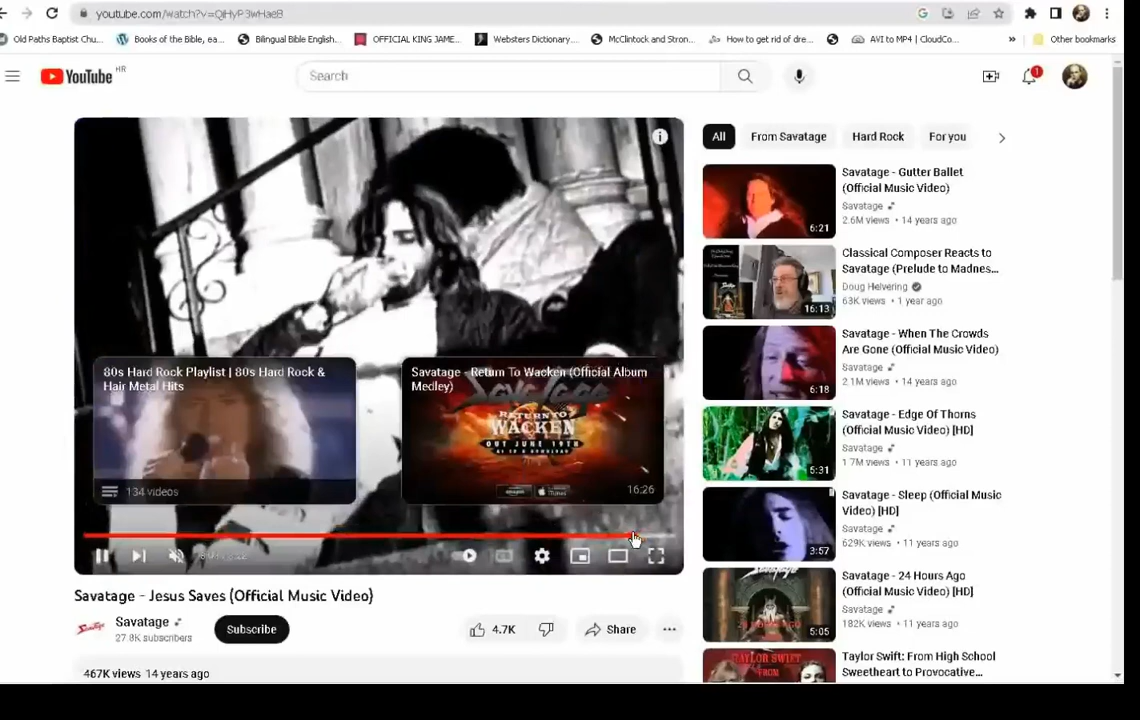 youtube.com/watch?v=QjHyP3wHae8
Old Paths Baptist Chu...
Books of the Bible, ea...
Bilingual Bible English...
OFFICIAL KING JAME...
Websters Dictionary...
McClintock and Stron...
How to get rid of dre...
AVI to MP4 | CloudCo...
»
Other bookmarks
YouTube HR
Search
1
All
From Savatage
Hard Rock
For you
80s Hard Rock Playlist | 80s Hard Rock &
Hair Metal Hits
134 videos
Savatage - Return To Wacken (Official Album
Medley)
SAVATAGE
RETURN TO
WACKEN
OUT JUNE 19TH
16:26
Savatage - Jesus Saves (Official Music Video)
Savatage
27.8K subscribers
Subscribe
4.7K
Share
467K views 14 years ago
Savatage - Gutter Ballet
(Official Music Video)
Savatage
2.6M views • 14 years ago
6:21
Classical Composer Reacts to
Savatage (Prelude to Madnes...
Doug Helvering
63K views • 1 year ago
16:13
Savatage - When The Crowds
Are Gone (Official Music Video)
Savatage
2.1M views • 14 years ago
6:18
Savatage - Edge Of Thorns
(Official Music Video) [HD]
Savatage
1.7M views • 11 years ago
5:31
Savatage - Sleep (Official Music
Video) [HD]
Savatage
629K views • 11 years ago
3:57
Savatage - 24 Hours Ago
(Official Music Video) [HD]
Savatage
182K views • 11 years ago
5:05
Taylor Swift: From High School
Sweetheart to Provocative...
TAYLOR SWIFT
FROM